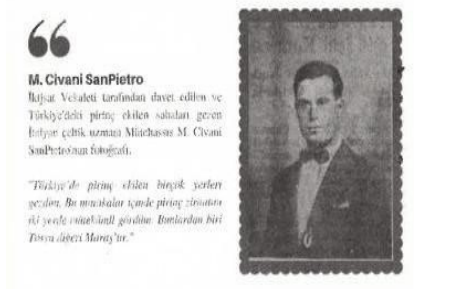 M. Civani SanPietro
İktisat Vekaleti tarafından davet edilen ve
Türkiye'deki pirinç ekilen sahaları gezen
İtalyan çeltik uzmanı Mütehassıs M. Civani
SanPietro'nun fotoğrafı.
"Türkiye'de pirinç ekilen birçok yerleri
gezdim. Bu mıntıkalar içinde pirinç ziraatını
iki yerde mütekâmil gördüm. Bunlardan biri
Tosya diğeri Maraş'tır."